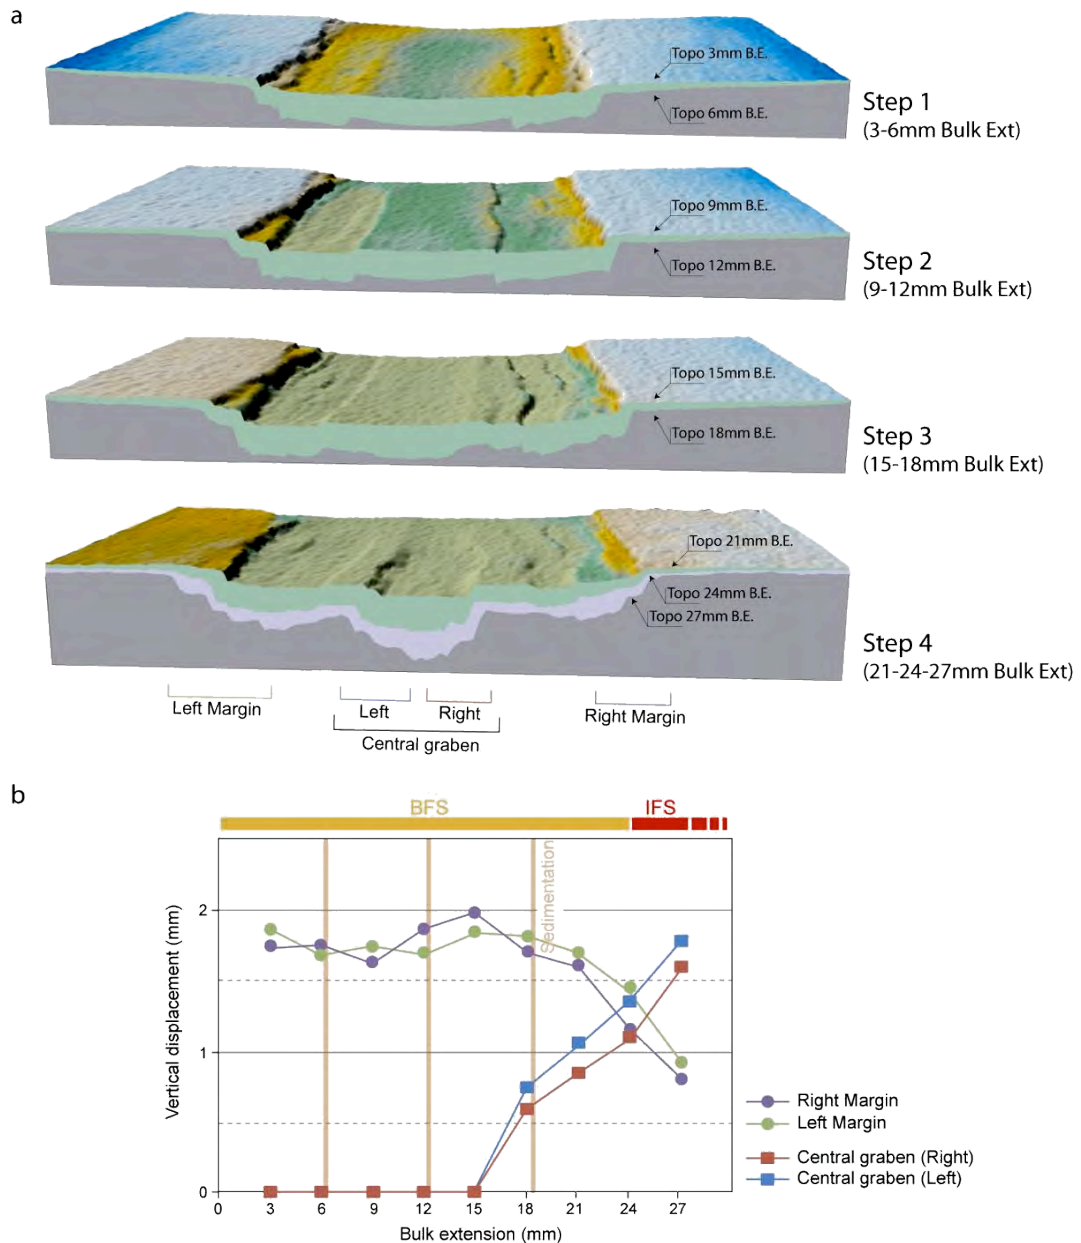 a
Topo 3mm B.E.
Topo 6mm B.E.
Step 1
(3-6mm Bulk Ext)
Topo 9mm B.E.
Topo 12mm B.E.
Step 2
(9-12mm Bulk Ext)
Topo 15mm B.E.
Topo 18mm B.E.
Step 3
(15-18mm Bulk Ext)
Topo 21mm B.E.
Topo 24mm B.E.
Topo 27mm B.E.
Step 4
(21-24-27mm Bulk Ext)
Left Margin
Left
Right
Right Margin
Central graben
b
BFS
IFS
Sedimentation
Vertical displacement (mm)
2
1
0
0
3
6
9
12
15
18
21
24
27
Bulk extension (mm)
Right Margin
Left Margin
Central graben (Right)
Central graben (Left)